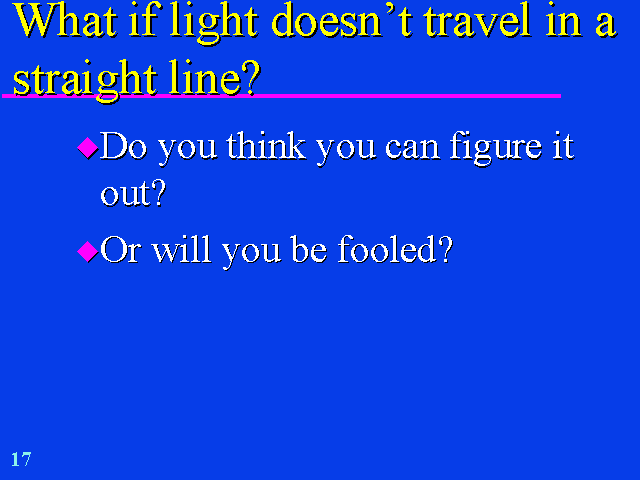 What if light doesn’t travel in a
straight line?
Do you think you can figure it
out?
Or will you be fooled?
17